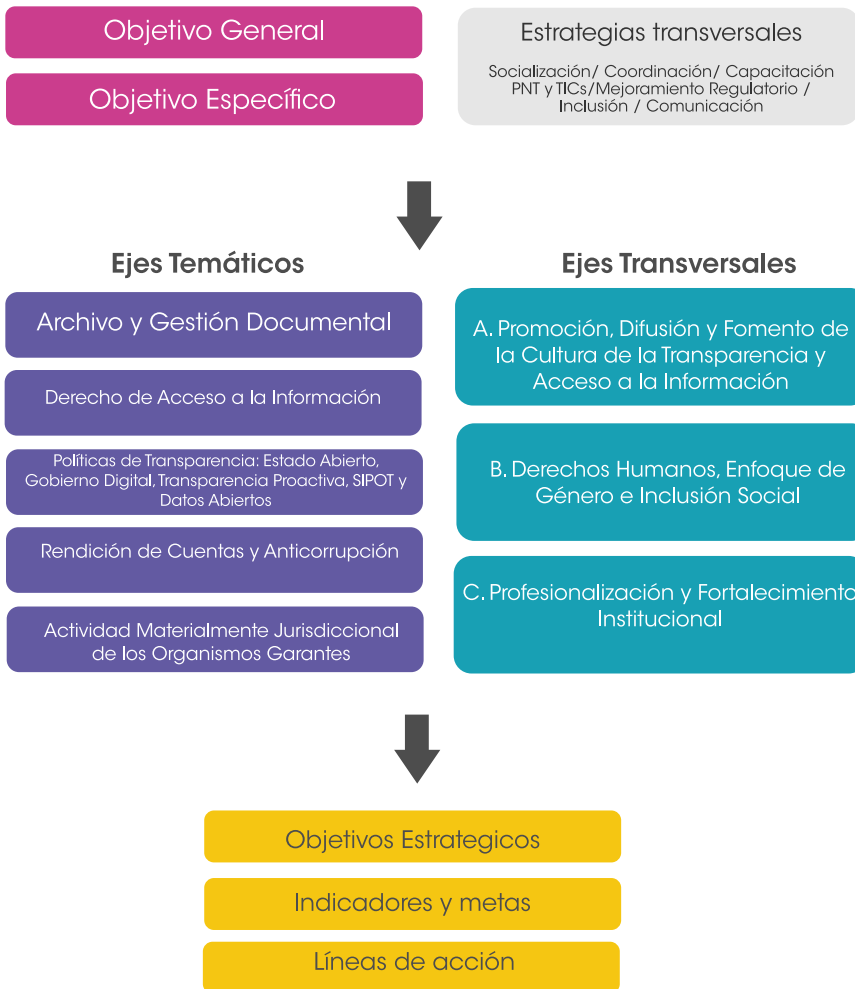 Objetivo General
Objetivo Específico
Estrategias transversales
Socialización/ Coordinación/ Capacitación
PNT y TICs/Mejoramiento Regulatorio /
Inclusión / Comunicación
Ejes Temáticos
Archivo y Gestión Documental
Derecho de Acceso a la Información
Políticas de Transparencia: Estado Abierto,
Gobierno Digital, Transparencia Proactiva, SIPOT y
Datos Abiertos
Rendición de Cuentas y Anticorrupción
Actividad Materialmente Jurisdiccional
de los Organismos Garantes
Ejes Transversales
A. Promoción, Difusión y Fomento de
la Cultura de la Transparencia y
Acceso a la Información
B. Derechos Humanos, Enfoque de
Género e Inclusión Social
C. Profesionalización y Fortalecimiento
Institucional
Objetivos Estrategicos
Indicadores y metas
Líneas de acción